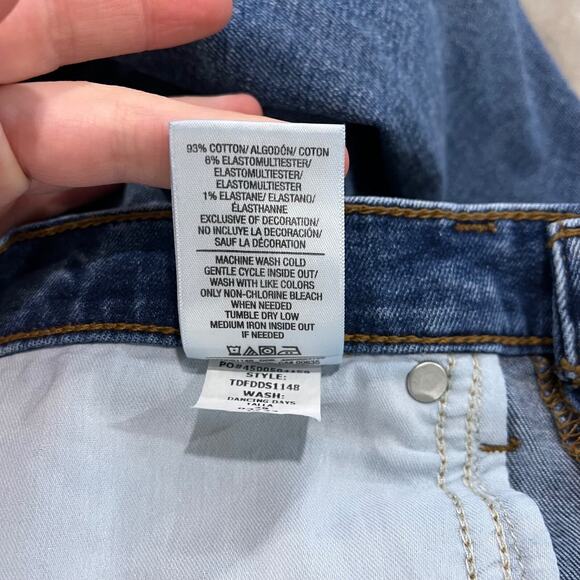 93% COTTON/ ALGODÓN/ COTON
6% ELASTOMULTIESTER/
ELASTOMULTIESTER/
ELASTOMULTIESTER
1% ELASTANE/ ELASTANO/
ÉLASTHANNE
EXCLUSIVE OF DECORATION/
NO INCLUYE LA DECORACIÓN/
SAUF LA DÉCORATION
MACHINE WASH COLD
GENTLE CYCLE INSIDE OUT/
WASH WITH LIKE COLORS
ONLY NON-CHLORINE BLEACH
WHEN NEEDED
TUMBLE DRY LOW
MEDIUM IRON INSIDE OUT
IF NEEDED
STYLE:
TDFDDS1148
WASH:
DANCING DAYS
TALLA